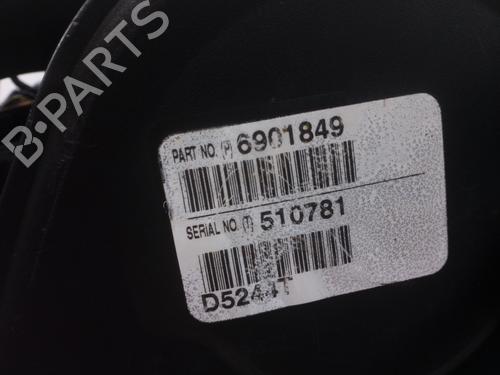 B-PARTS
PART NO. (P) 6901849
SERIAL NO. (T) 510781
D5244T